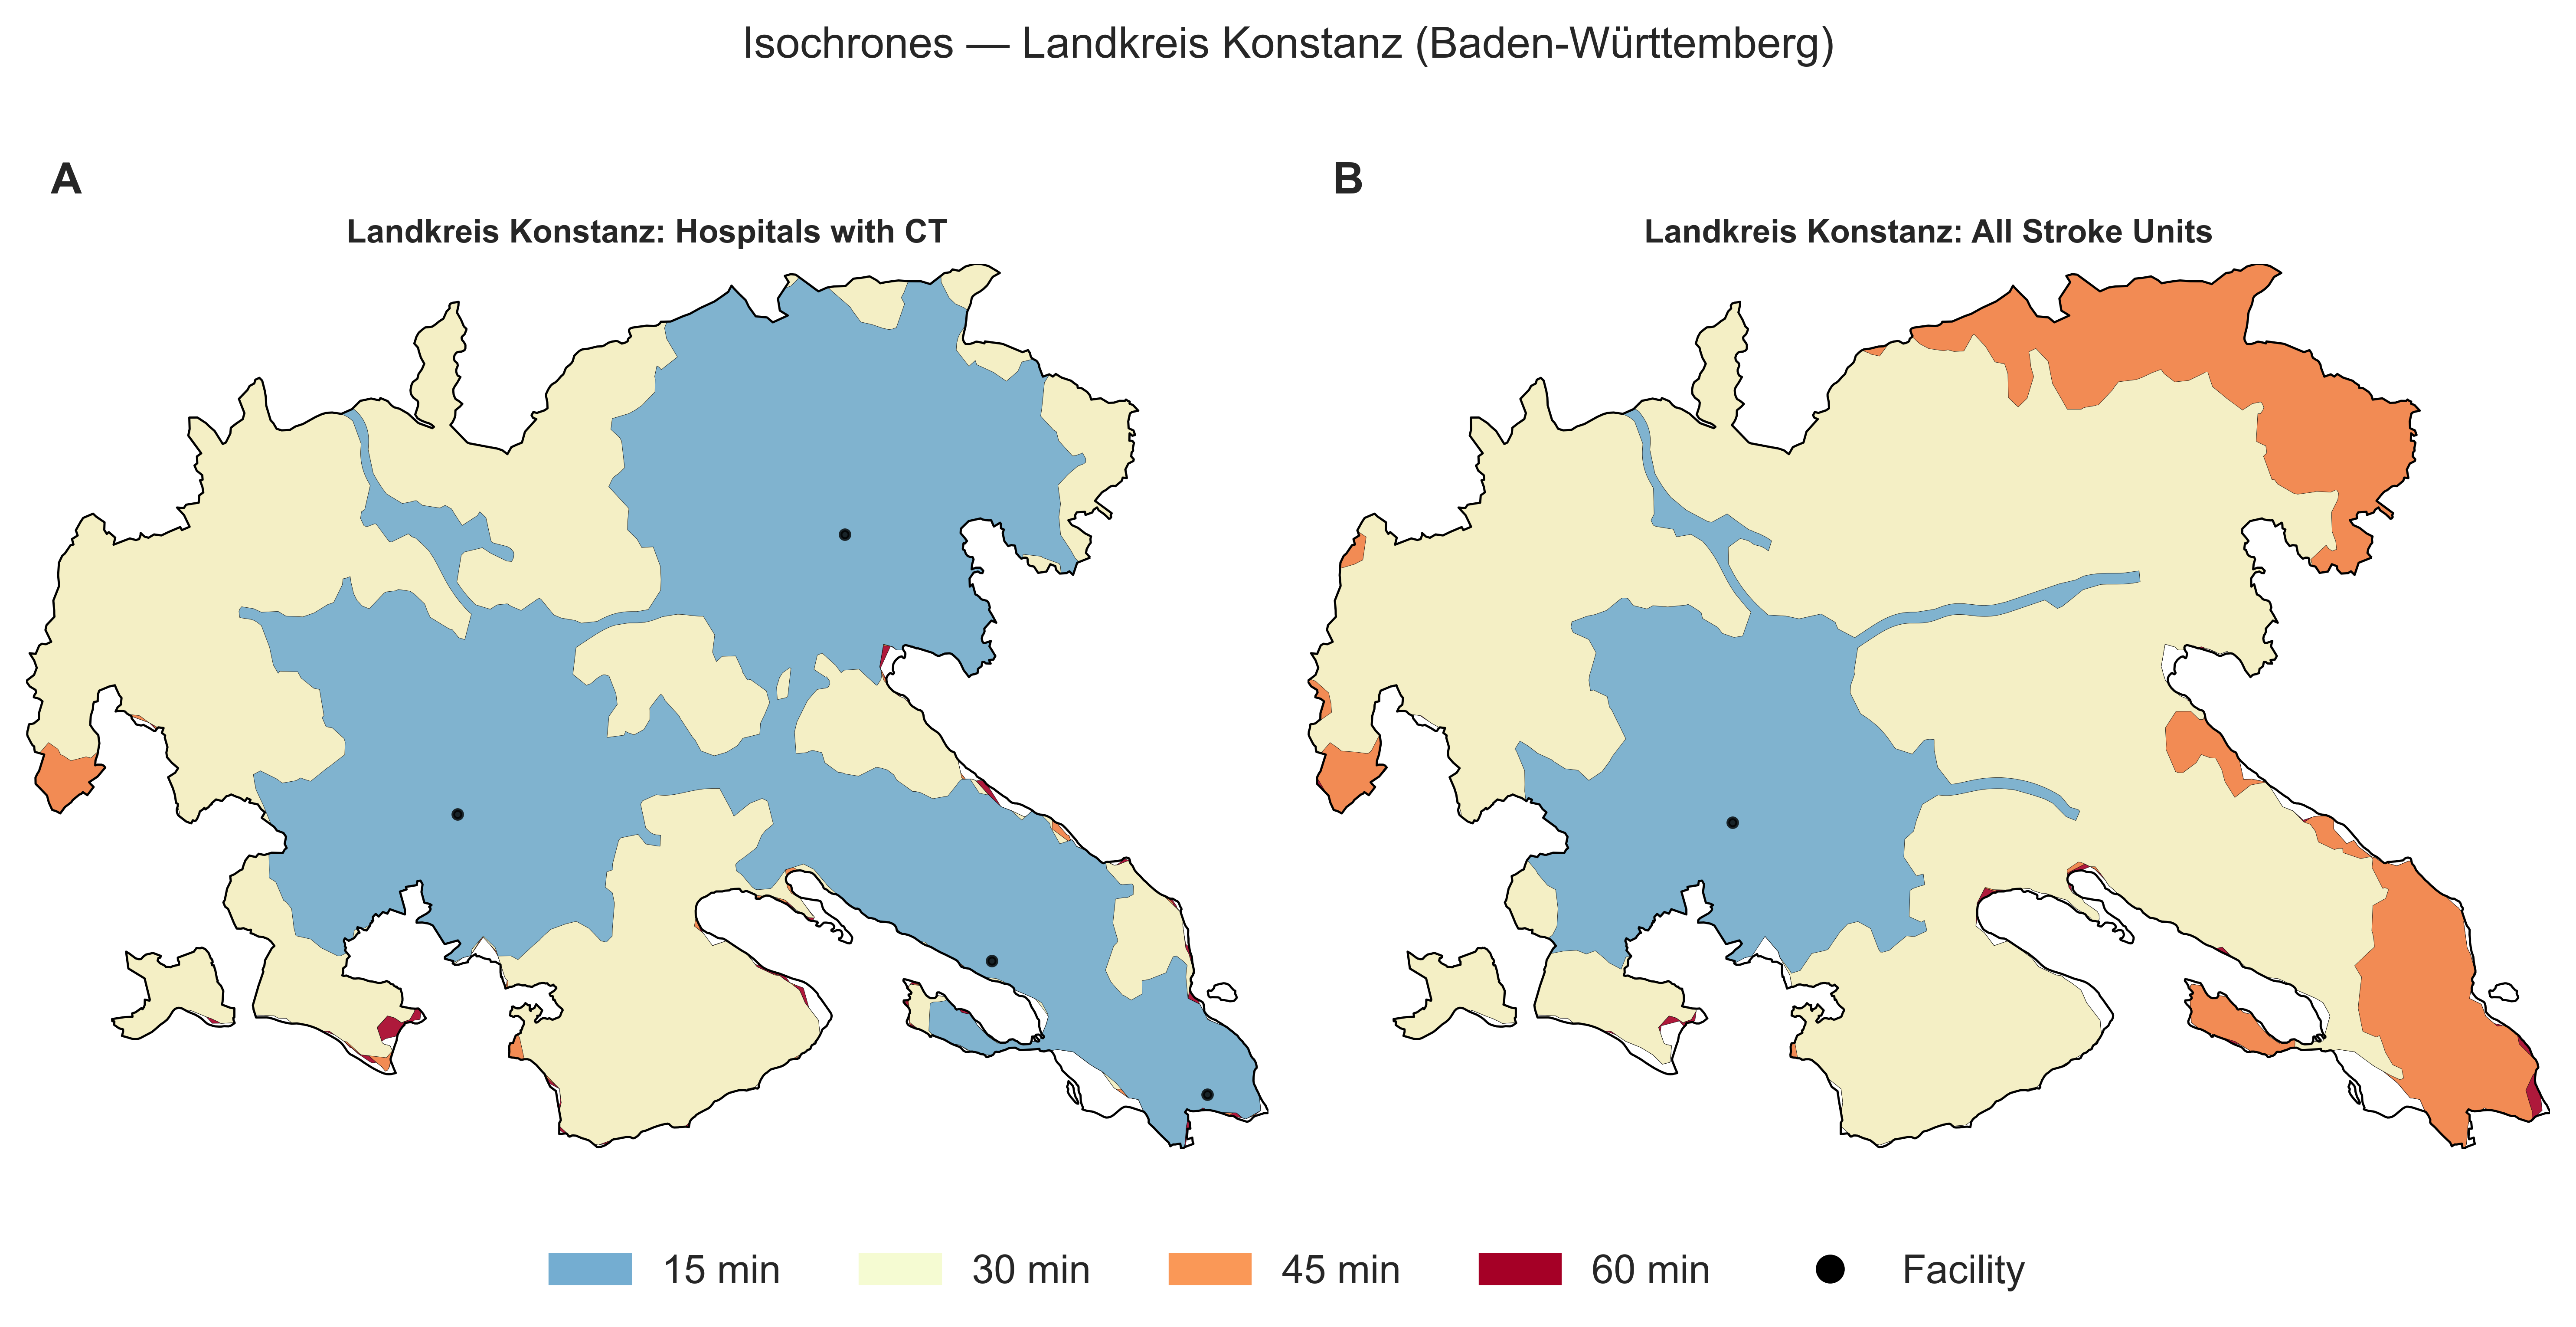 Isochrones — Landkreis Konstanz (Baden-Württemberg)
A
Landkreis Konstanz: Hospitals with CT
B
Landkreis Konstanz: All Stroke Units
15 min
30 min
45 min
60 min
Facility